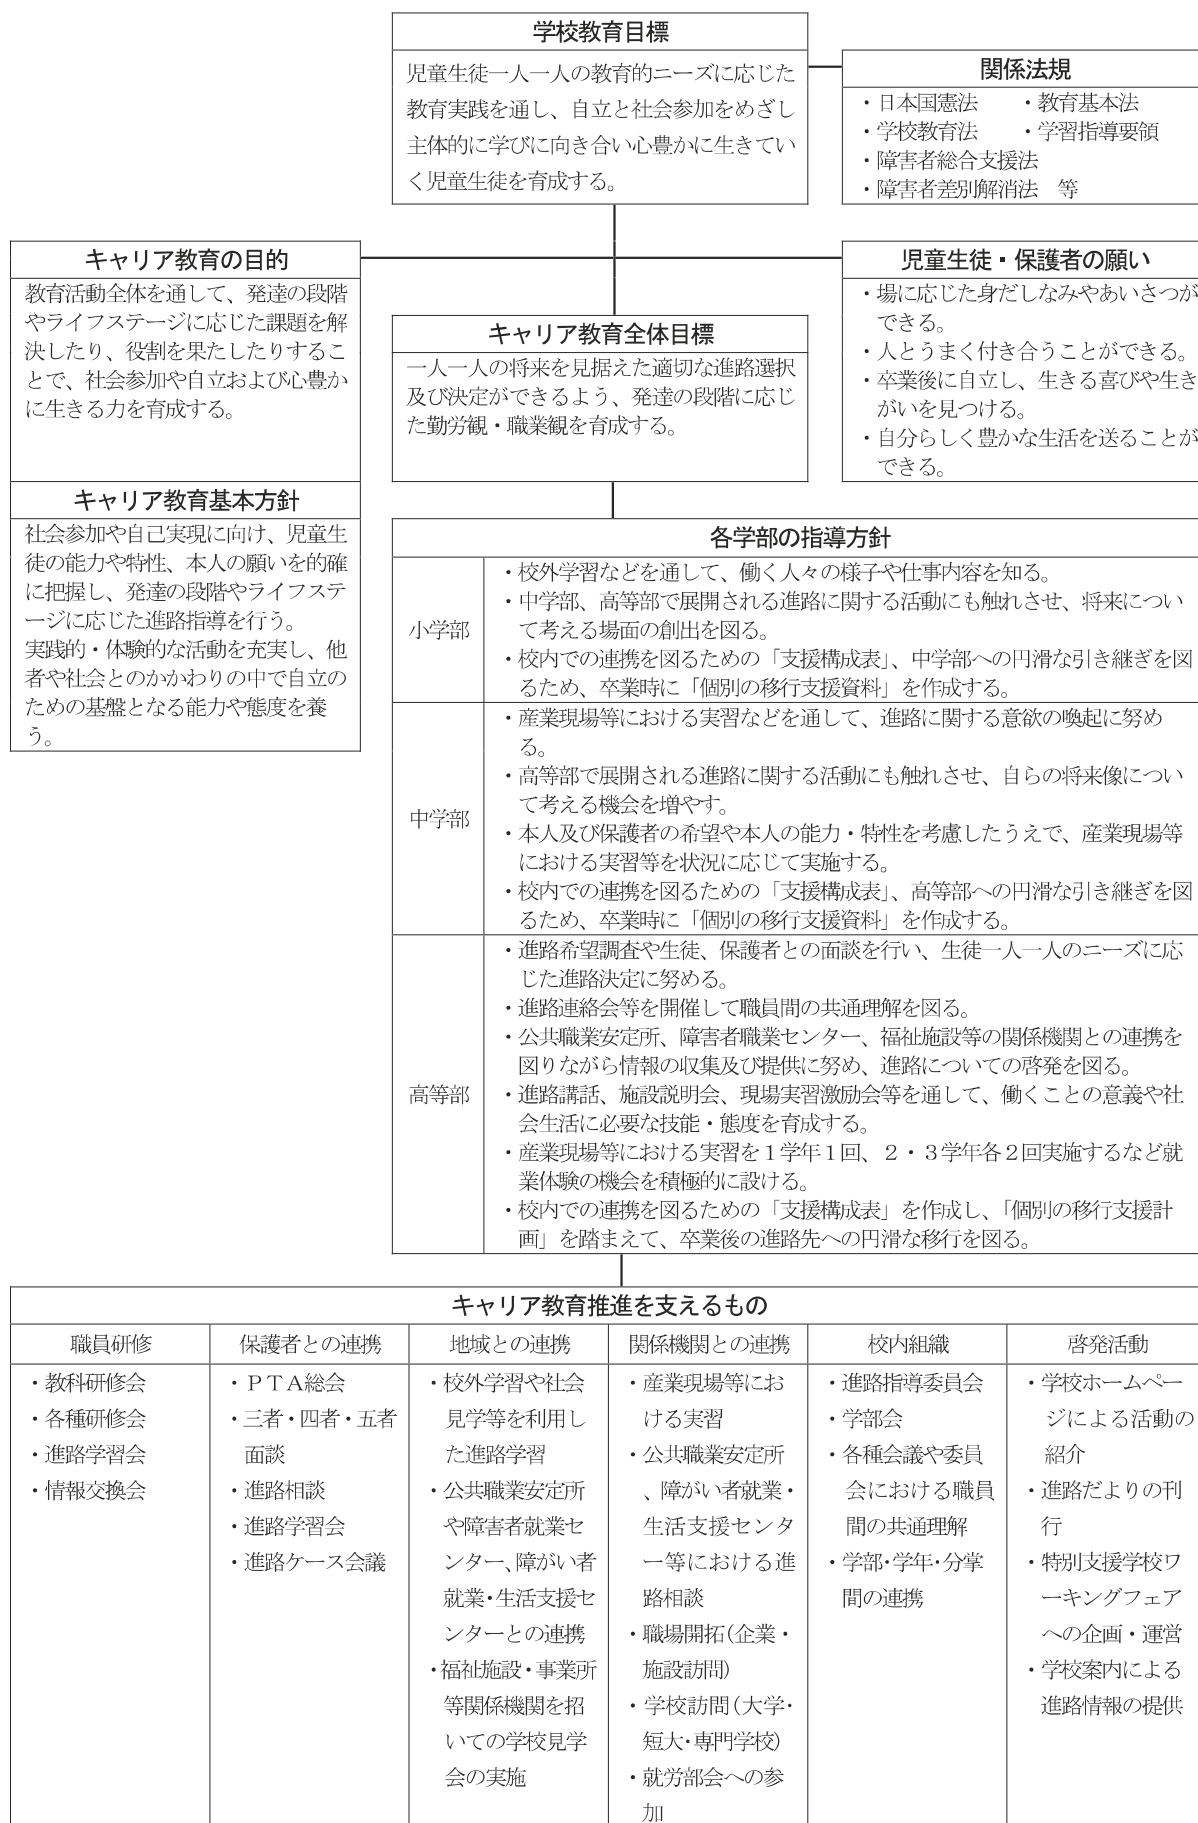 学校教育目標
児童生徒一人一人の教育的ニーズに応じた
教育実践を通し、自立と社会参加をめざし
主体的に学びに向き合い心豊かに生きてい
く児童生徒を育成する。
関係法規
・日本国憲法　　・教育基本法
・学校教育法　　・学習指導要領
・障害者総合支援法
・障害者差別解消法　等
キャリア教育の目的
教育活動全体を通して、発達の段階
やライフステージに応じた課題を解
決したり、役割を果たしたりするこ
とで、社会参加や自立および心豊か
に生きる力を育成する。
キャリア教育全体目標
一人一人の将来を見据えた適切な進路選択
及び決定ができるよう、発達の段階に応じ
た勤労観・職業観を育成する。
児童生徒・保護者の願い
・場に応じた身だしなみやあいさつが
できる。
・人とうまく付き合うことができる。
・卒業後に自立し、生きる喜びや生き
がいを見つける。
・自分らしく豊かな生活を送ることが
できる。
キャリア教育基本方針
社会参加や自己実現に向け、児童生
徒の能力や特性、本人の願いを的確
に把握し、発達の段階やライフステ
ージに応じた進路指導を行う。
実践的・体験的な活動を充実し、他
者や社会とのかかわりの中で自立の
ための基盤となる能力や態度を養
う。
各学部の指導方針
小学部
・校外学習などを通して、働く人々の様子や仕事内容を知る。
・中学部、高等部で展開される進路に関する活動にも触れさせ、将来につい
て考える場面の創出を図る。
・校内での連携を図るための「支援構成表」、中学部への円滑な引き継ぎを図
るため、卒業時に「個別の移行支援資料」を作成する。
中学部
・産業現場等における実習などを通して、進路に関する意欲の喚起に努め
る。
・高等部で展開される進路に関する活動にも触れさせ、自らの将来像につい
て考える機会を増やす。
・本人及び保護者の希望や本人の能力・特性を考慮したうえで、産業現場等
における実習等を状況に応じて実施する。
・校内での連携を図るための「支援構成表」、高等部への円滑な引き継ぎを図
るため、卒業時に「個別の移行支援資料」を作成する。
高等部
・進路希望調査や生徒、保護者との面談を行い、生徒一人一人のニーズに応
じた進路決定に努める。
・進路連絡会等を開催して職員間の共通理解を図る。
・公共職業安定所、障害者職業センター、福祉施設等の関係機関との連携を
図りながら情報の収集及び提供に努め、進路についての啓発を図る。
・進路講話、施設説明会、現場実習激励会等を通して、働くことの意義や社
会生活に必要な技能・態度を育成する。
・産業現場等における実習を１学年１回、２・３学年各２回実施するなど就
業体験の機会を積極的に設ける。
・校内での連携を図るための「支援構成表」を作成し、「個別の移行支援計
画」を踏まえて、卒業後の進路先への円滑な移行を図る。
キャリア教育推進を支えるもの
職員研修
・教科研修会
・各種研修会
・進路学習会
・情報交換会
保護者との連携
・ＰＴＡ総会
・三者・四者・五者
面談
・進路相談
・進路学習会
・進路ケース会議
地域との連携
・校外学習や社会
見学等を利用し
た進路学習
・公共職業安定所
や障害者就業セ
ンター、障がい者
就業・生活支援セ
ンターとの連携
・福祉施設・事業所
等関係機関を招
いての学校見学
会の実施
関係機関との連携
・産業現場等にお
ける実習
・公共職業安定所
、障がい者就業・
生活支援センタ
ー等における進
路相談
・職場開拓（企業・
施設訪問）
・学校訪問（大学・
短大・専門学校）
・就労部会への参
加
校内組織
・進路指導委員会
・学部会
・各種会議や委員
会における職員
間の共通理解
・学部・学年・分掌
間の連携
啓発活動
・学校ホームペー
ジによる活動の
紹介
・進路だよりの刊
行
・特別支援学校ワ
ーキングフェア
への企画・運営
・学校案内による
進路情報の提供